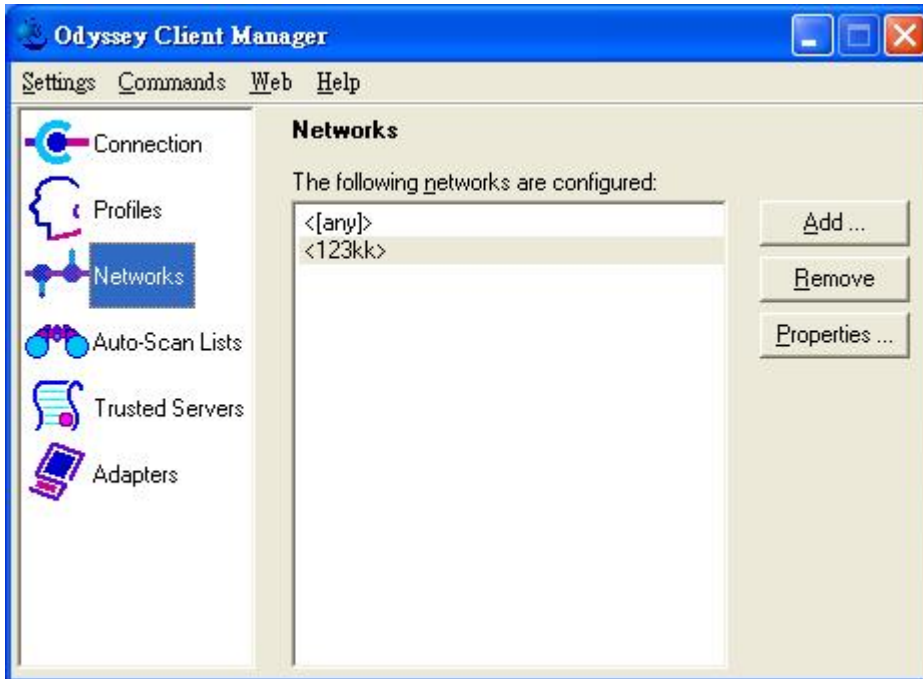 Odyssey Client Manager
Settings Commands Web Help
Connection
Profiles
Networks
Auto-Scan Lists
Trusted Servers
Adapters
Networks
The following networks are configured:
<[any]>
<123kk>
Add ...
Remove
Properties ...